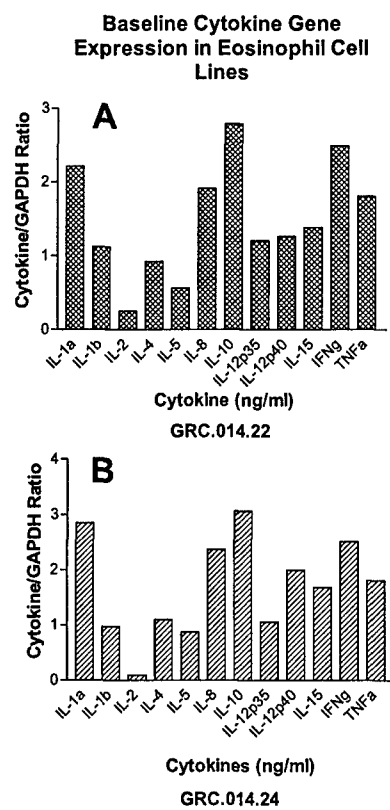 Baseline Cytokine Gene
Expression in Eosinophil Cell
Lines
A
Cytokine/GAPDH Ratio
3
2
1
0
IL-1a IL-1b IL-2 IL-4 IL-5 IL-8 IL-10 IL-12p35 IL-12p40 IL-15 IFNg TNFa
Cytokine (ng/ml)
GRC.014.22
B
Cytokine/GAPDH Ratio
4
3
2
1
0
IL-1a IL-1b IL-2 IL-4 IL-5 IL-8 IL-10 IL-12p35 IL-12p40 IL-15 IFNg TNFa
Cytokines (ng/ml)
GRC.014.24